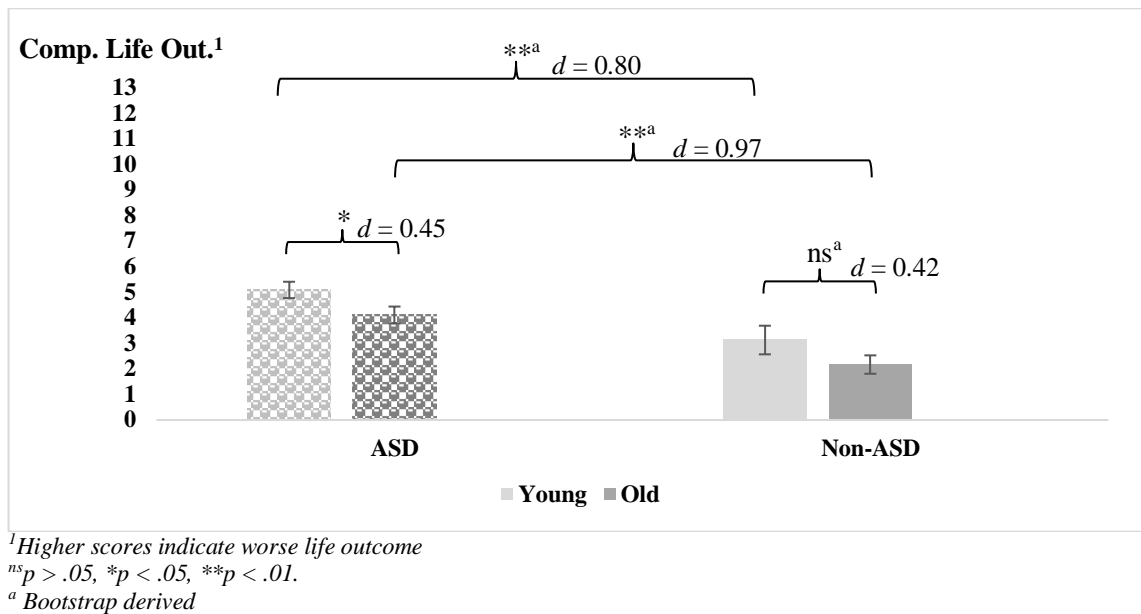 Comp. Life Out.¹
**ᵃ d = 0.80
13
12
11
**ᵃ d = 0.97
10
9
8
* d = 0.45
7
nsᵃ d = 0.42
6
5
4
3
2
1
0
ASD Non-ASD
Young Old
¹Higher scores indicate worse life outcome
ⁿˢp > .05, *p < .05, **p < .01.
ᵃ Bootstrap derived